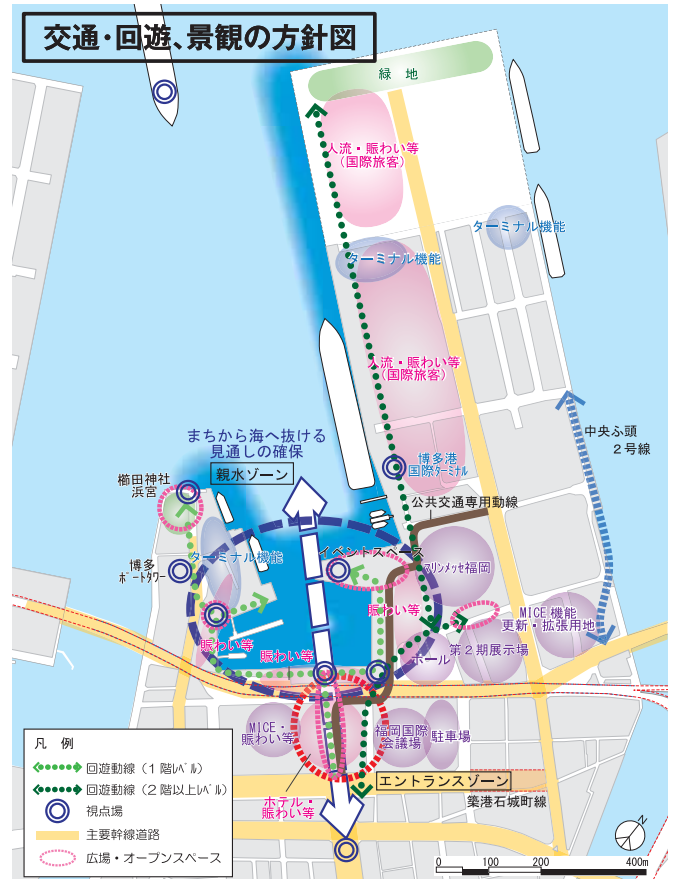 交通・回遊、景観の方針図
緑 地
人流・賑わい等
（国際旅客）
ターミナル機能
ターミナル機能
人流・賑わい等
（国際旅客）
中央ふ頭
２号線
まちから海へ抜ける
見通しの確保
親水ゾーン
櫛田神社
浜宮
博多港
国際ﾀｰﾐﾅﾙ
公共交通専用動線
イベントスペース
ターミナル機能
博多
ﾎﾟｰﾄﾀﾜｰ
マリンメッセ福岡
賑わい等
MICE 機能
更新・拡張用地
賑わい等
賑わい等
第２期展示場
ホール
MICE・
賑わい等
福岡国際
会議場
駐車場
エントランスゾーン
築港石城町線
ホテル・
賑わい等
凡 例
回遊動線（１階ﾚﾍﾞﾙ）
回遊動線（２階以上ﾚﾍﾞﾙ）
視点場
主要幹線道路
広場・オープンスペース
N
0 100 200 400m